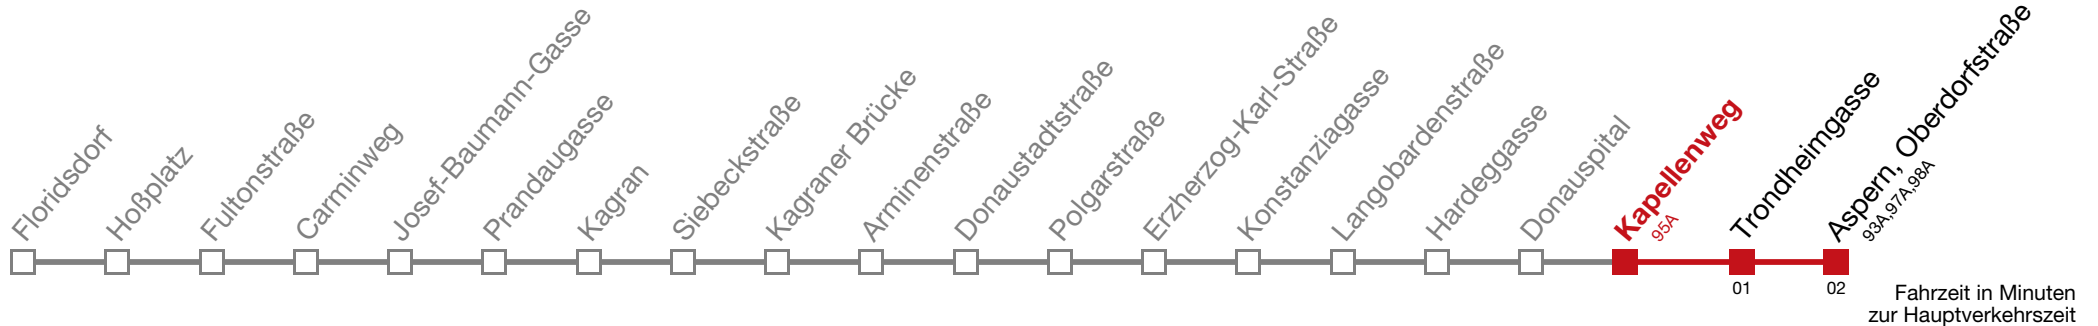 Floridsdorf
Hoßplatz
Fultonstraße
Carminweg
Josef-Baumann-Gasse
Prandaugasse
Kagran
Siebeckstraße
Kagraner Brücke
Arminenstraße
Donaustadtstraße
Polgarstraße
Erzherzog-Karl-Straße
Konstanziagasse
Langobardenstraße
Hardeggasse
Donauspital
Kapellenweg
95A
Trondheimgasse
Aspern, Oberdorfstraße
93A,97A,98A
01
02
Fahrzeit in Minuten
zur Hauptverkehrszeit